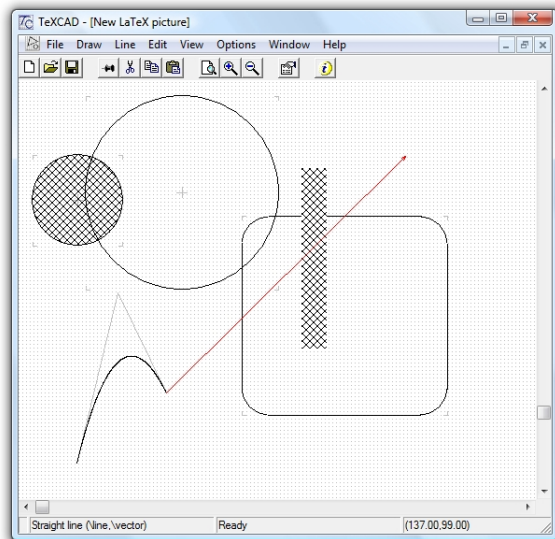 TeXCAD - [New LaTeX picture]
File Draw Line Edit View Options Window Help
Straight line (\line,\vector) Ready (137.00,99.00)